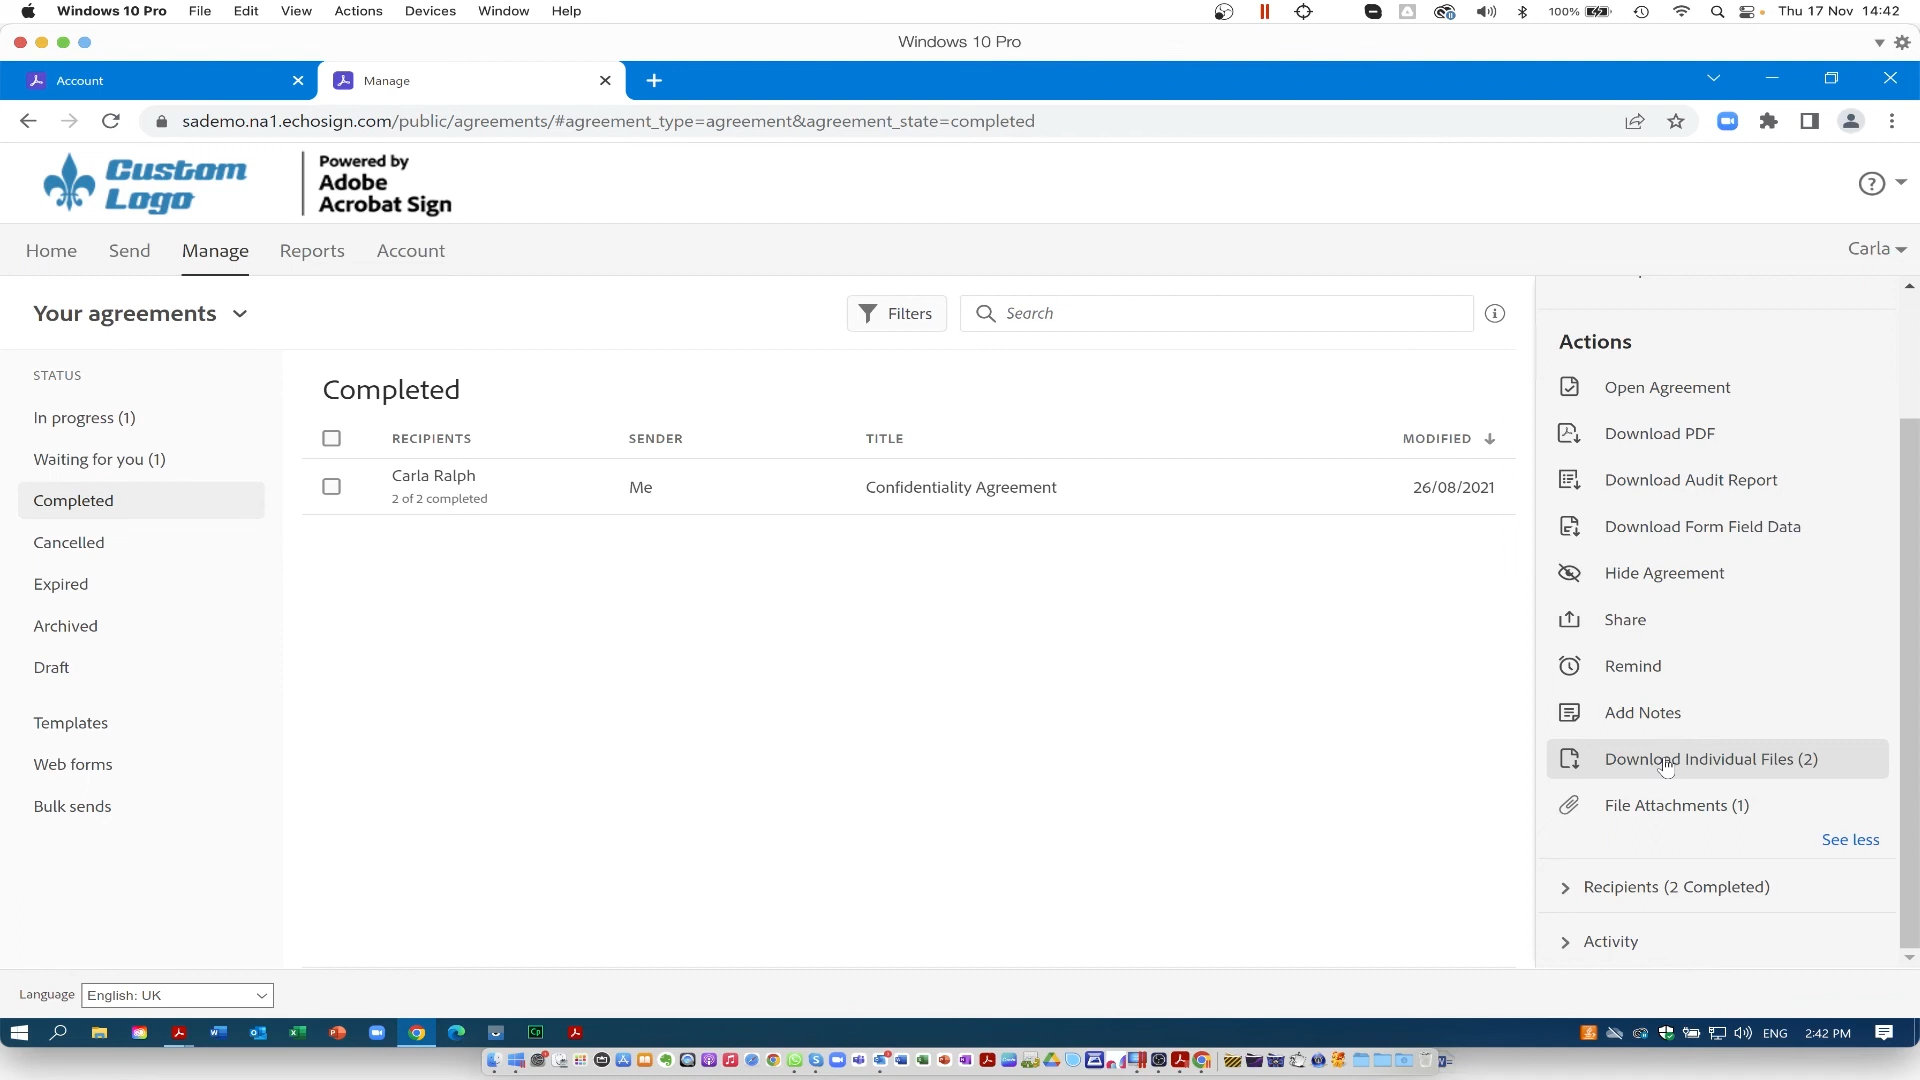 Windows 10 Pro File Edit View Actions Devices Window Help
100% Thu 17 Nov 14:42
Windows 10 Pro
Account
Manage
sademo.na1.echosign.com/public/agreements/#agreement_type=agreement&agreement_state=completed
Custom
Logo
Powered by
Adobe
Acrobat Sign
Home Send Manage Reports Account
Carla
Your agreements
Filters
Search
STATUS
In progress (1)
Waiting for you (1)
Completed
Cancelled
Expired
Archived
Draft
Templates
Web forms
Bulk sends
Completed
RECIPIENTS SENDER TITLE MODIFIED
Carla Ralph
2 of 2 completed
Me
Confidentiality Agreement
26/08/2021
Actions
Open Agreement
Download PDF
Download Audit Report
Download Form Field Data
Hide Agreement
Share
Remind
Add Notes
Download Individual Files (2)
File Attachments (1)
See less
Recipients (2 Completed)
Activity
Language English: UK
ENG 2:42 PM